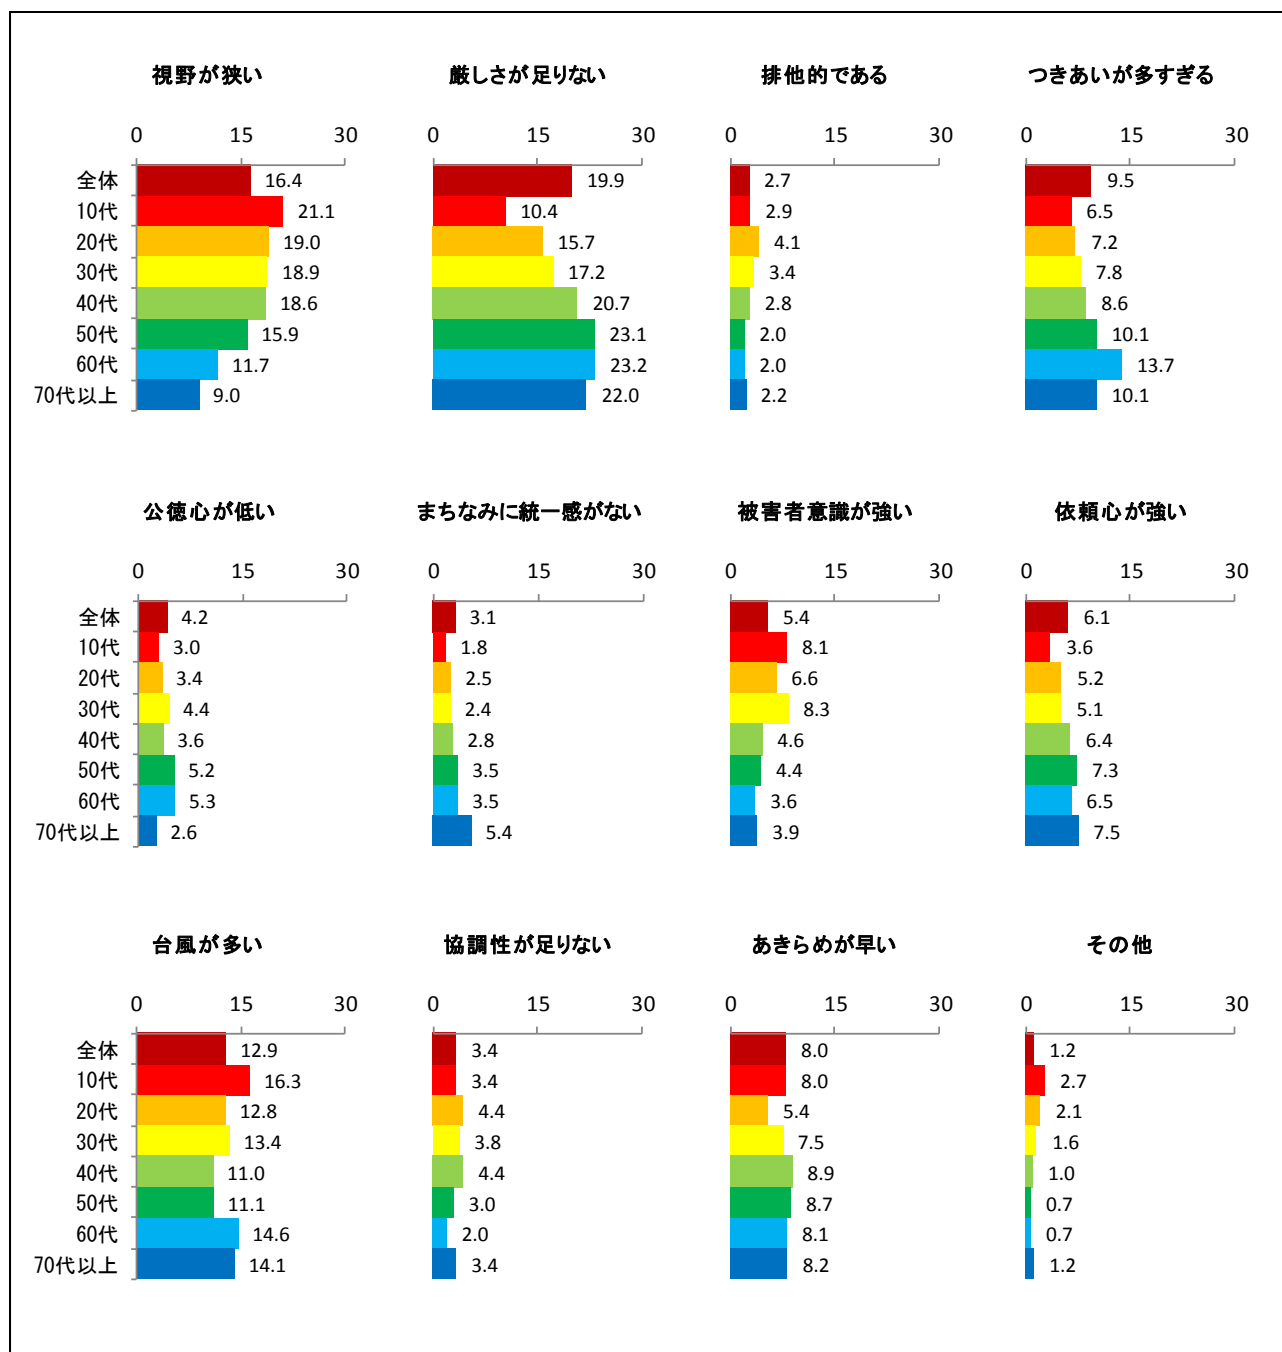 視野が狭い 厳しさが足りない 排他的である つきあいが多すぎる
0 15 30 0 15 30 0 15 30 0 15 30
全体 16.4 19.9 2.7 9.5
10代 21.1 10.4 2.9 6.5
20代 19.0 15.7 4.1 7.2
30代 18.9 17.2 3.4 7.8
40代 18.6 20.7 2.8 8.6
50代 15.9 23.1 2.0 10.1
60代 11.7 23.2 2.0 13.7
70代以上 9.0 22.0 2.2 10.1
公徳心が低い まちなみに統一感がない 被害者意識が強い 依頼心が強い
0 15 30 0 15 30 0 15 30 0 15 30
全体 4.2 3.1 5.4 6.1
10代 3.0 1.8 8.1 3.6
20代 3.4 2.5 6.6 5.2
30代 4.4 2.4 8.3 5.1
40代 3.6 2.8 4.6 6.4
50代 5.2 3.5 4.4 7.3
60代 5.3 3.5 3.6 6.5
70代以上 2.6 5.4 3.9 7.5
台風が多い 協調性が足りない あきらめが早い その他
0 15 30 0 15 30 0 15 30 0 15 30
全体 12.9 3.4 8.0 1.2
10代 16.3 3.4 8.0 2.7
20代 12.8 4.4 5.4 2.1
30代 13.4 3.8 7.5 1.6
40代 11.0 4.4 8.9 1.0
50代 11.1 3.0 8.7 0.7
60代 14.6 2.0 8.1 0.7
70代以上 14.1 3.4 8.2 1.2